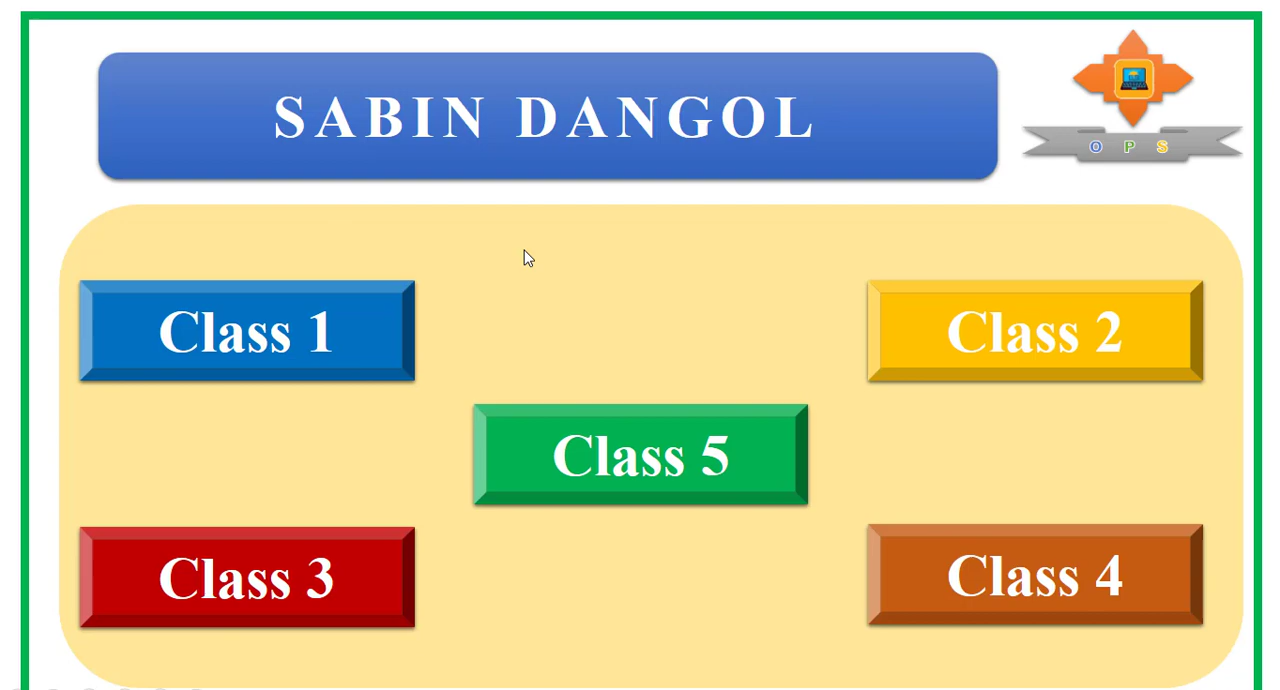 SABIN DANGOL
O P S
Class 1
Class 2
Class 5
Class 3
Class 4